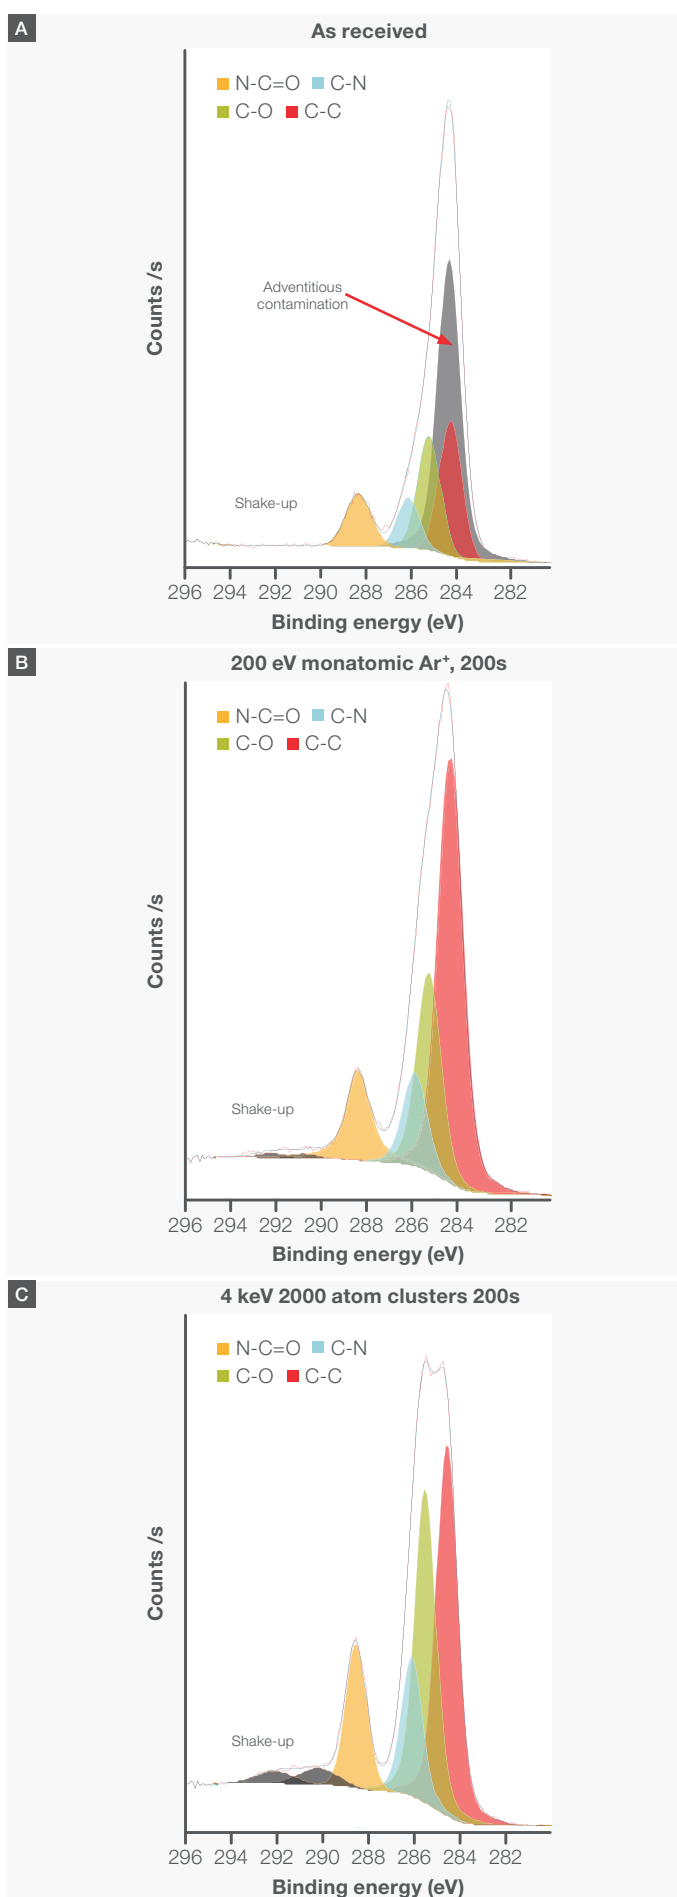 A
As received
N-C=O C-N
C-O C-C
Adventitious
contamination
Shake-up
Counts /s
296 294 292 290 288 286 284 282
Binding energy (eV)
B
200 eV monatomic Ar⁺, 200s
N-C=O C-N
C-O C-C
Shake-up
Counts /s
296 294 292 290 288 286 284 282
Binding energy (eV)
C
4 keV 2000 atom clusters 200s
N-C=O C-N
C-O C-C
Shake-up
Counts /s
296 294 292 290 288 286 284 282
Binding energy (eV)